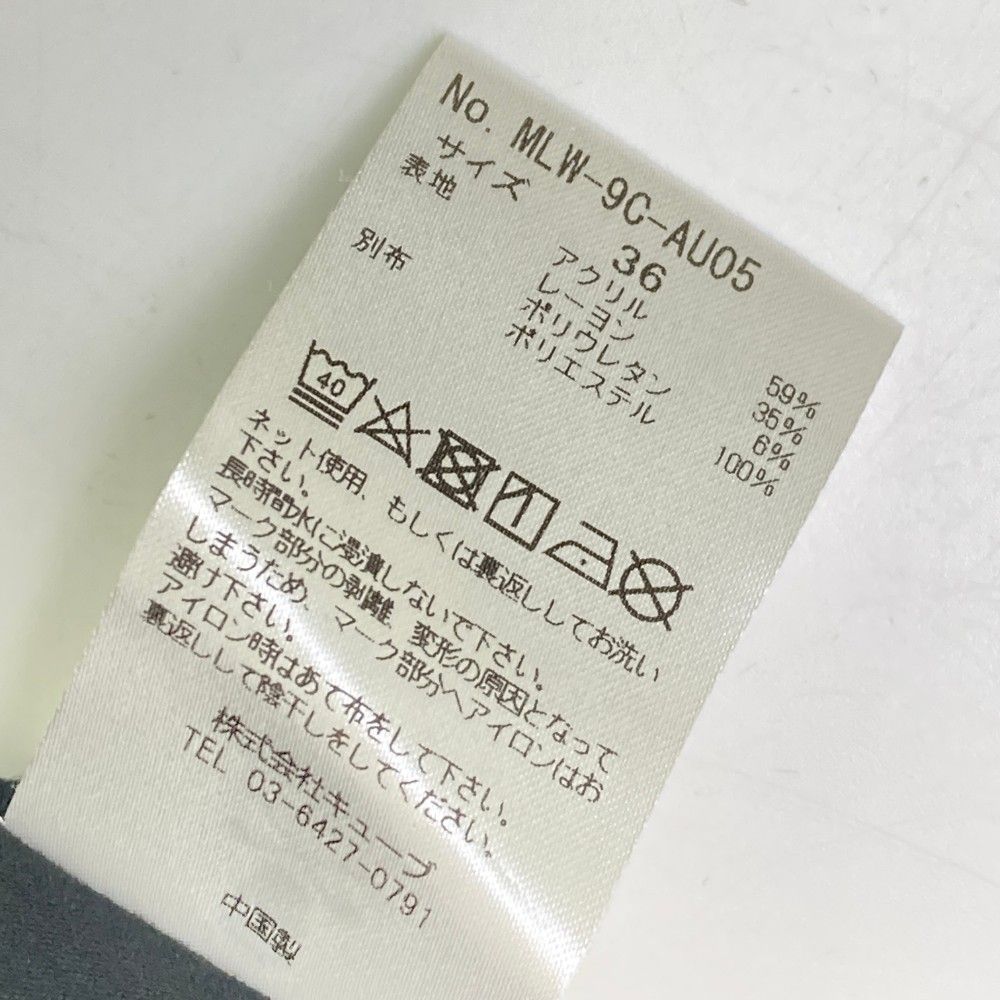 No. MLW-9C-AU05
サイズ 36
表地 アクリル 59%
レーヨン 35%
ポリウレタン 6%
別布 ポリエステル 100%
40
ネット使用、もしくは裏返ししてお洗い
下さい。
長時間水に浸漬しないで下さい。
マーク部分の剥離、変形の原因となって
しまうため、マーク部分へアイロンはお
避け下さい。
アイロン時はあて布をして下さい。
裏返しして陰干しをしてください。
株式会社キューブ
TEL 03-6427-0791
中国製